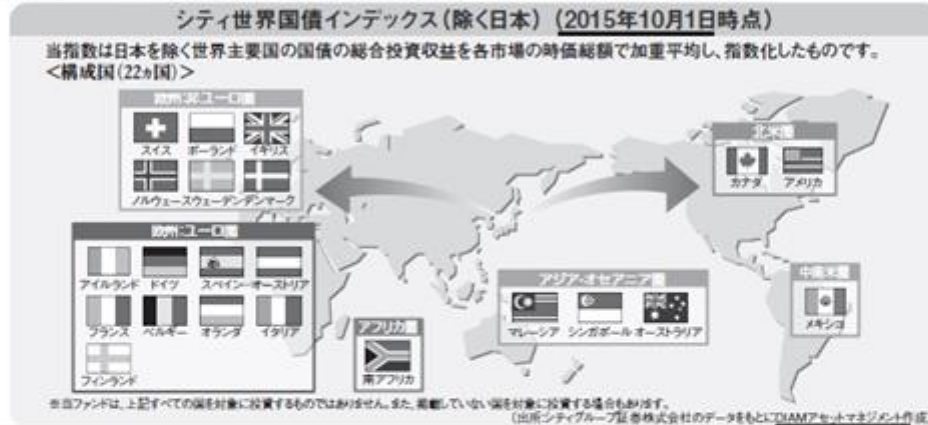 シティ世界国債インデックス(除く日本) (2015年10月1日時点)
当指数は日本を除く世界主要国の国債の総合投資収益を各市場の時価総額で加重平均し、指数化したものです。
<構成国(22ヵ国)>
欧州:非ユーロ圏
スイス ポーランド イギリス
ノルウェー スウェーデン デンマーク
欧州:ユーロ圏
アイルランド ドイツ スペイン オーストリア
フランス ベルギー オランダ イタリア
フィンランド
アフリカ圏
南アフリカ
アジア・オセアニア圏
マレーシア シンガポール オーストラリア
北米圏
カナダ アメリカ
中南米圏
メキシコ
※当ファンドは、上記すべての国を対象に投資するものではありません。また、掲載していない国を対象に投資する場合もあります。
(出所:シティグループ証券株式会社のデータをもとにDIAMアセットマネジメント作成)